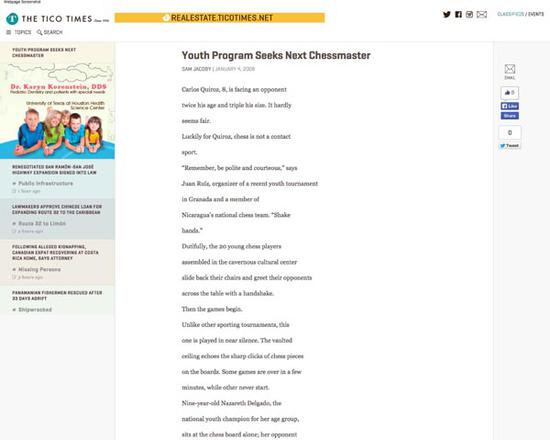 Webpage Screenshot
THE TICO TIMES Since 1956
REALESTATE.TICOTIMES.NET
CLASSIFIEDS / EVENTS
TOPICS SEARCH
YOUTH PROGRAM SEEKS NEXT CHESSMASTER
Dr. Karyn Korenstein, DDS
Pediatric Dentistry and patients with special needs
University of Texas at Houston Health
Science Center
RENEGOTIATED SAN RAMÓN-SAN JOSÉ
HIGHWAY EXPANSION SIGNED INTO LAW
Public Infrastructure
1 hour ago
LAWMAKERS APPROVE CHINESE LOAN FOR
EXPANDING ROUTE 32 TO THE CARIBBEAN
Route 32 to Limón
2 hours ago
FOLLOWING ALLEGED KIDNAPPING,
CANADIAN EXPAT RECOVERING AT COSTA
RICA HOME, SAYS ATTORNEY
Missing Persons
PANAMANIAN FISHERMEN RESCUED AFTER
33 DAYS ADRIFT
Shipwrecked
Youth Program Seeks Next Chessmaster
SAM JACOBY | JANUARY 4, 2008
Carlos Quiroz, 8, is facing an opponent
twice his age and triple his size. It hardly
seems fair.
Luckily for Quiroz, chess is not a contact
sport.
“Remember, be polite and courteous,” says
Juan Ruíz, organizer of a recent youth tournament
in Granada and a member of
Nicaragua’s national chess team. “Shake
hands.”
Dutifully, the 20 young chess players
assembled in the cavernous cultural center
slide back their chairs and greet their opponents
across the table with a handshake.
Then the games begin.
Unlike other sporting tournaments, this
one is played in near silence. The vaulted
ceiling echoes the sharp clicks of chess pieces
on the boards. Some games are over in a few
minutes, while other never start.
Nine-year-old Nazareth Delgado, the
national youth champion for her age group,
sits at the chess board alone; her opponent
EMAIL
0
Like
Share
0
Tweet